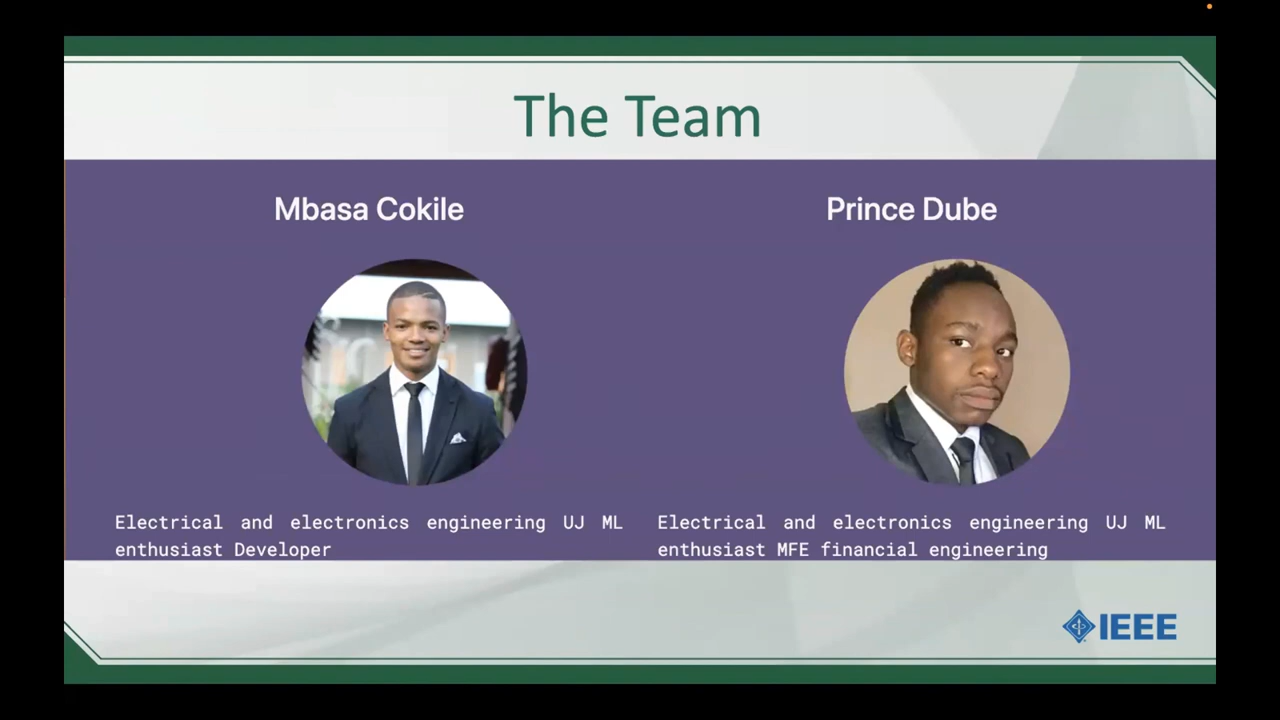 The Team
Mbasa Cokile
Prince Dube
Electrical and electronics engineering UJ ML
enthusiast Developer
Electrical and electronics engineering UJ ML
enthusiast MFE financial engineering
IEEE